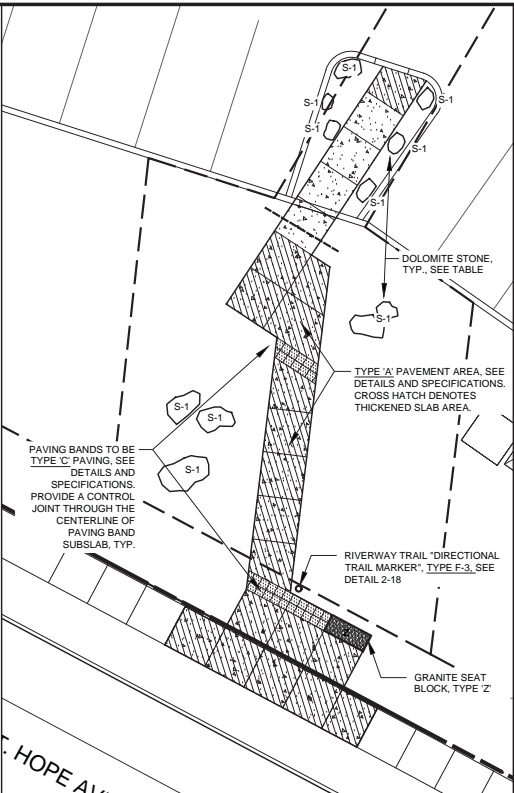 S-1
S-1
S-1
S-1
S-1
S-1
DOLOMITE STONE,
TYP., SEE TABLE
S-1
TYPE 'A' PAVEMENT AREA, SEE
DETAILS AND SPECIFICATIONS.
CROSS HATCH DENOTES
THICKENED SLAB AREA.
S-1
S-1
S-1
PAVING BANDS TO BE
TYPE 'C' PAVING, SEE
DETAILS AND
SPECIFICATIONS.
PROVIDE A CONTROL
JOINT THROUGH THE
CENTERLINE OF
PAVING BAND
SUBSLAB, TYP.
RIVERWAY TRAIL "DIRECTIONAL
TRAIL MARKER", TYPE F-3, SEE
DETAIL 2-18
Z
GRANITE SEAT
BLOCK, TYPE 'Z'
HOPE